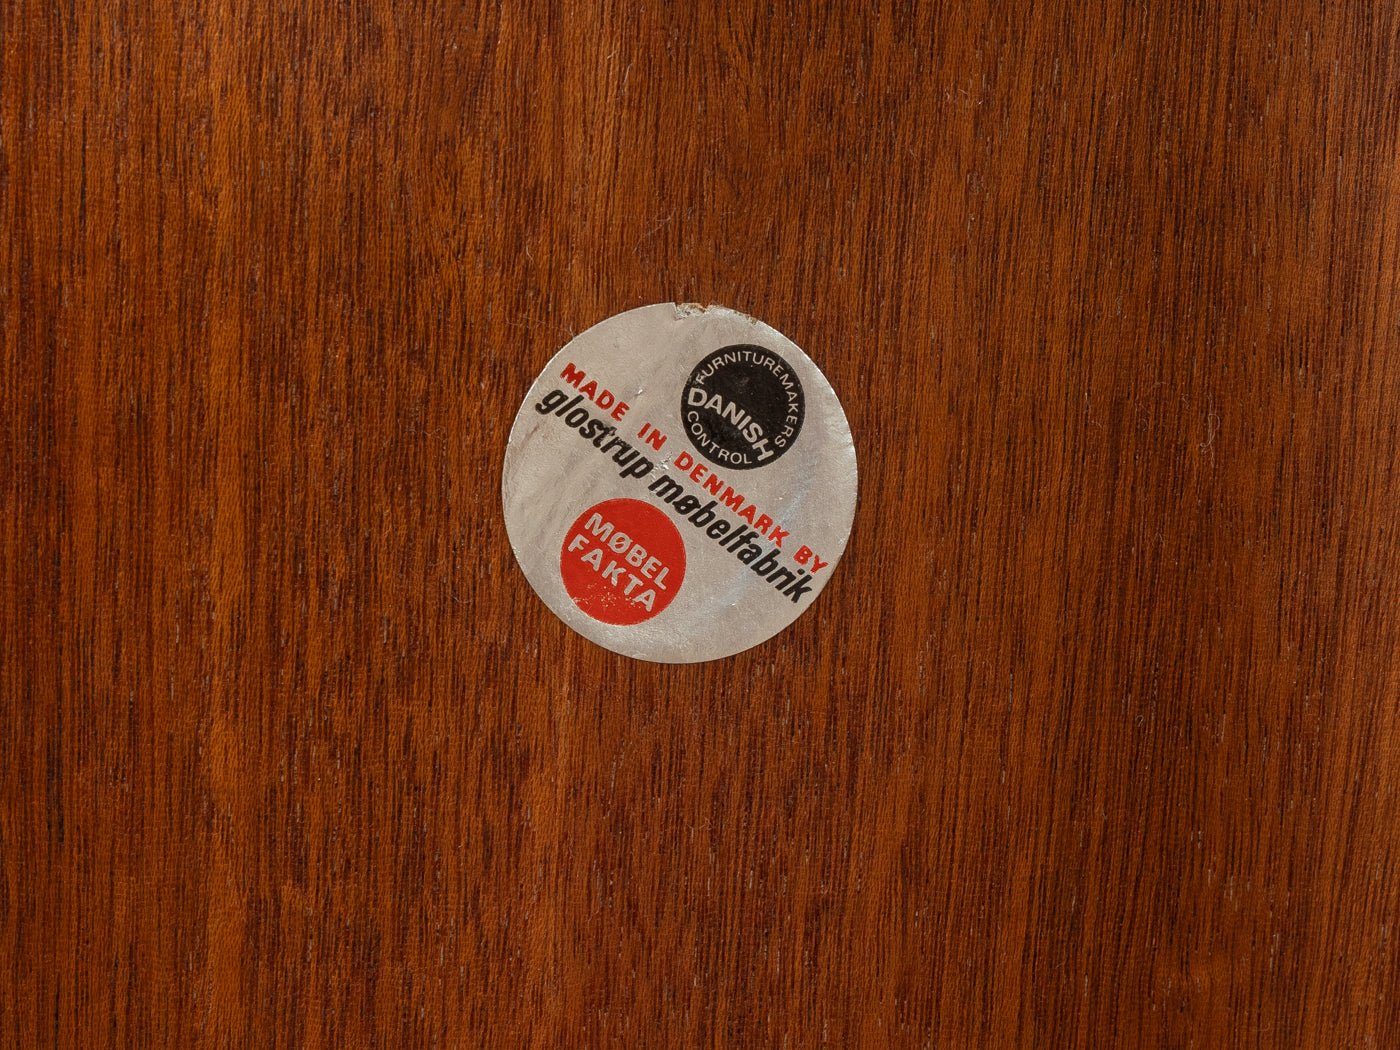 FURNITUREMAKERS
DANISH
CONTROL
MADE IN DENMARK BY
glostrup møbelfabrik
MØBEL
FAKTA